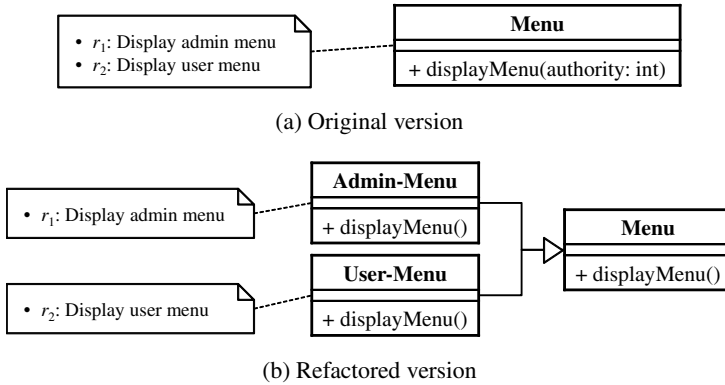 • r₁: Display admin menu
• r₂: Display user menu
Menu
+ displayMenu(authority: int)
(a) Original version
• r₁: Display admin menu
Admin-Menu
+ displayMenu()
Menu
+ displayMenu()
• r₂: Display user menu
User-Menu
+ displayMenu()
(b) Refactored version